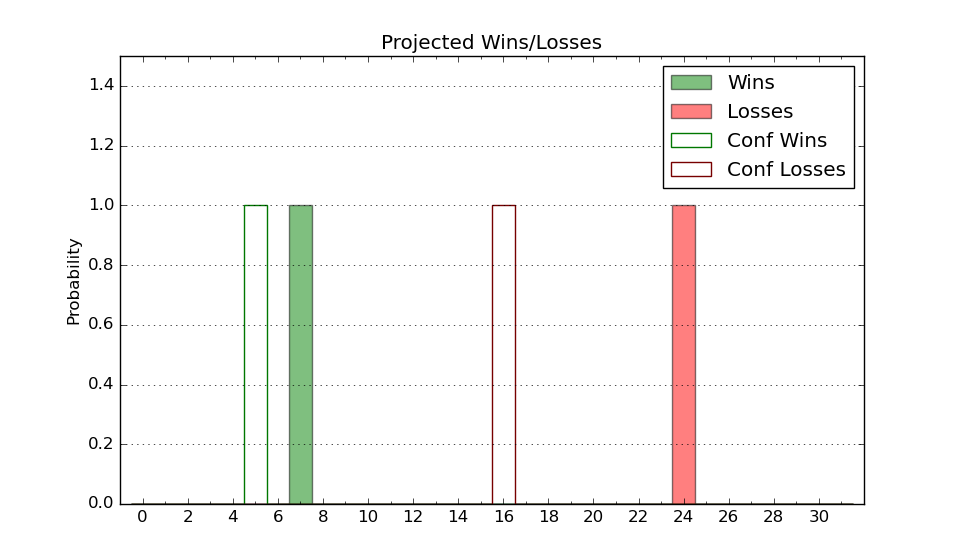 Projected Wins/Losses
Wins
Losses
Conf Wins
Conf Losses
Probability
1.4
1.2
1.0
0.8
0.6
0.4
0.2
0.0
0 2 4 6 8 10 12 14 16 18 20 22 24 26 28 30